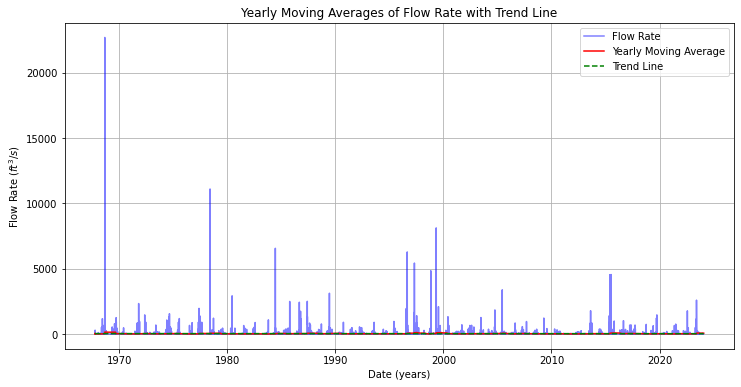 Yearly Moving Averages of Flow Rate with Trend Line
Flow Rate
Yearly Moving Average
Trend Line
Flow Rate (ft³/s)
20000
15000
10000
5000
0
1970 1980 1990 2000 2010 2020
Date (years)